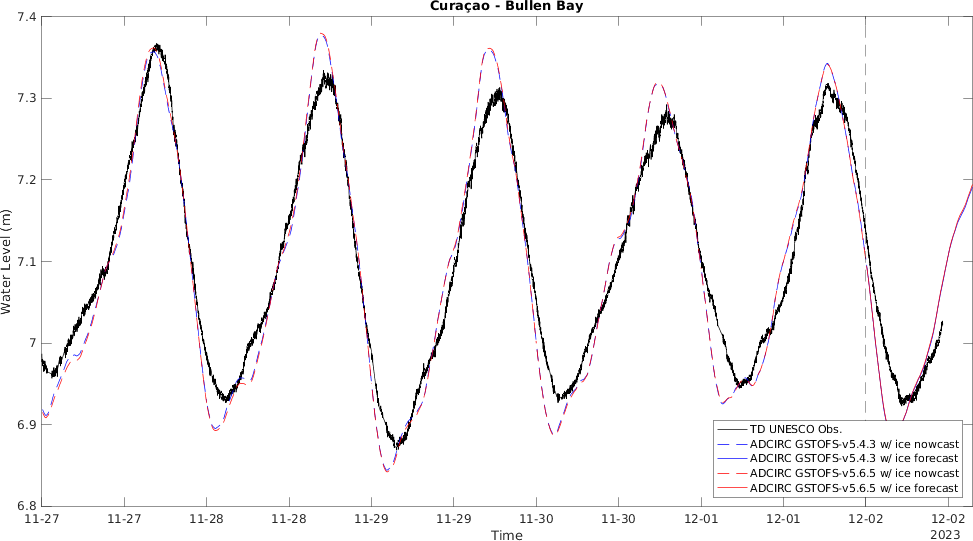 Curaçao - Bullen Bay
7.4
7.3
7.2
7.1
7
6.9
6.8
Water Level (m)
11-27
11-27
11-28
11-28
11-29
11-29
11-30
11-30
12-01
12-01
12-02
12-02
2023
Time
TD UNESCO Obs.
ADCIRC GSTOFS-v5.4.3 w/ ice nowcast
ADCIRC GSTOFS-v5.4.3 w/ ice forecast
ADCIRC GSTOFS-v5.6.5 w/ ice nowcast
ADCIRC GSTOFS-v5.6.5 w/ ice forecast